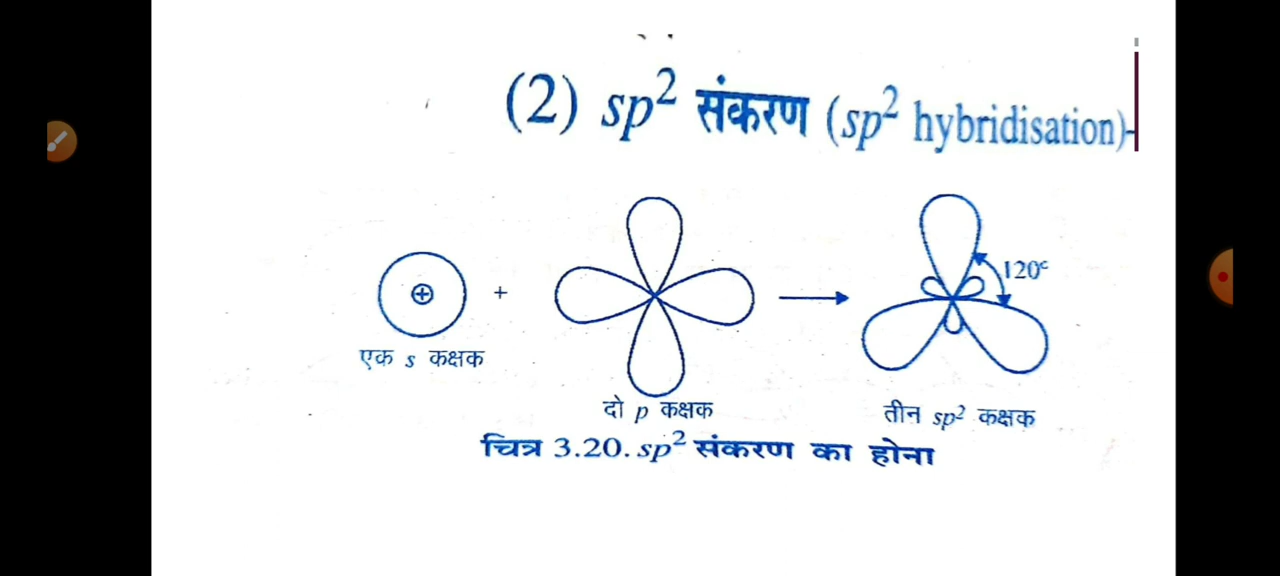 (2) sp² संकरण (sp² hybridisation)-
+
120°
एक s कक्षक
दो p कक्षक
तीन sp² कक्षक
चित्र 3.20. sp² संकरण का होना